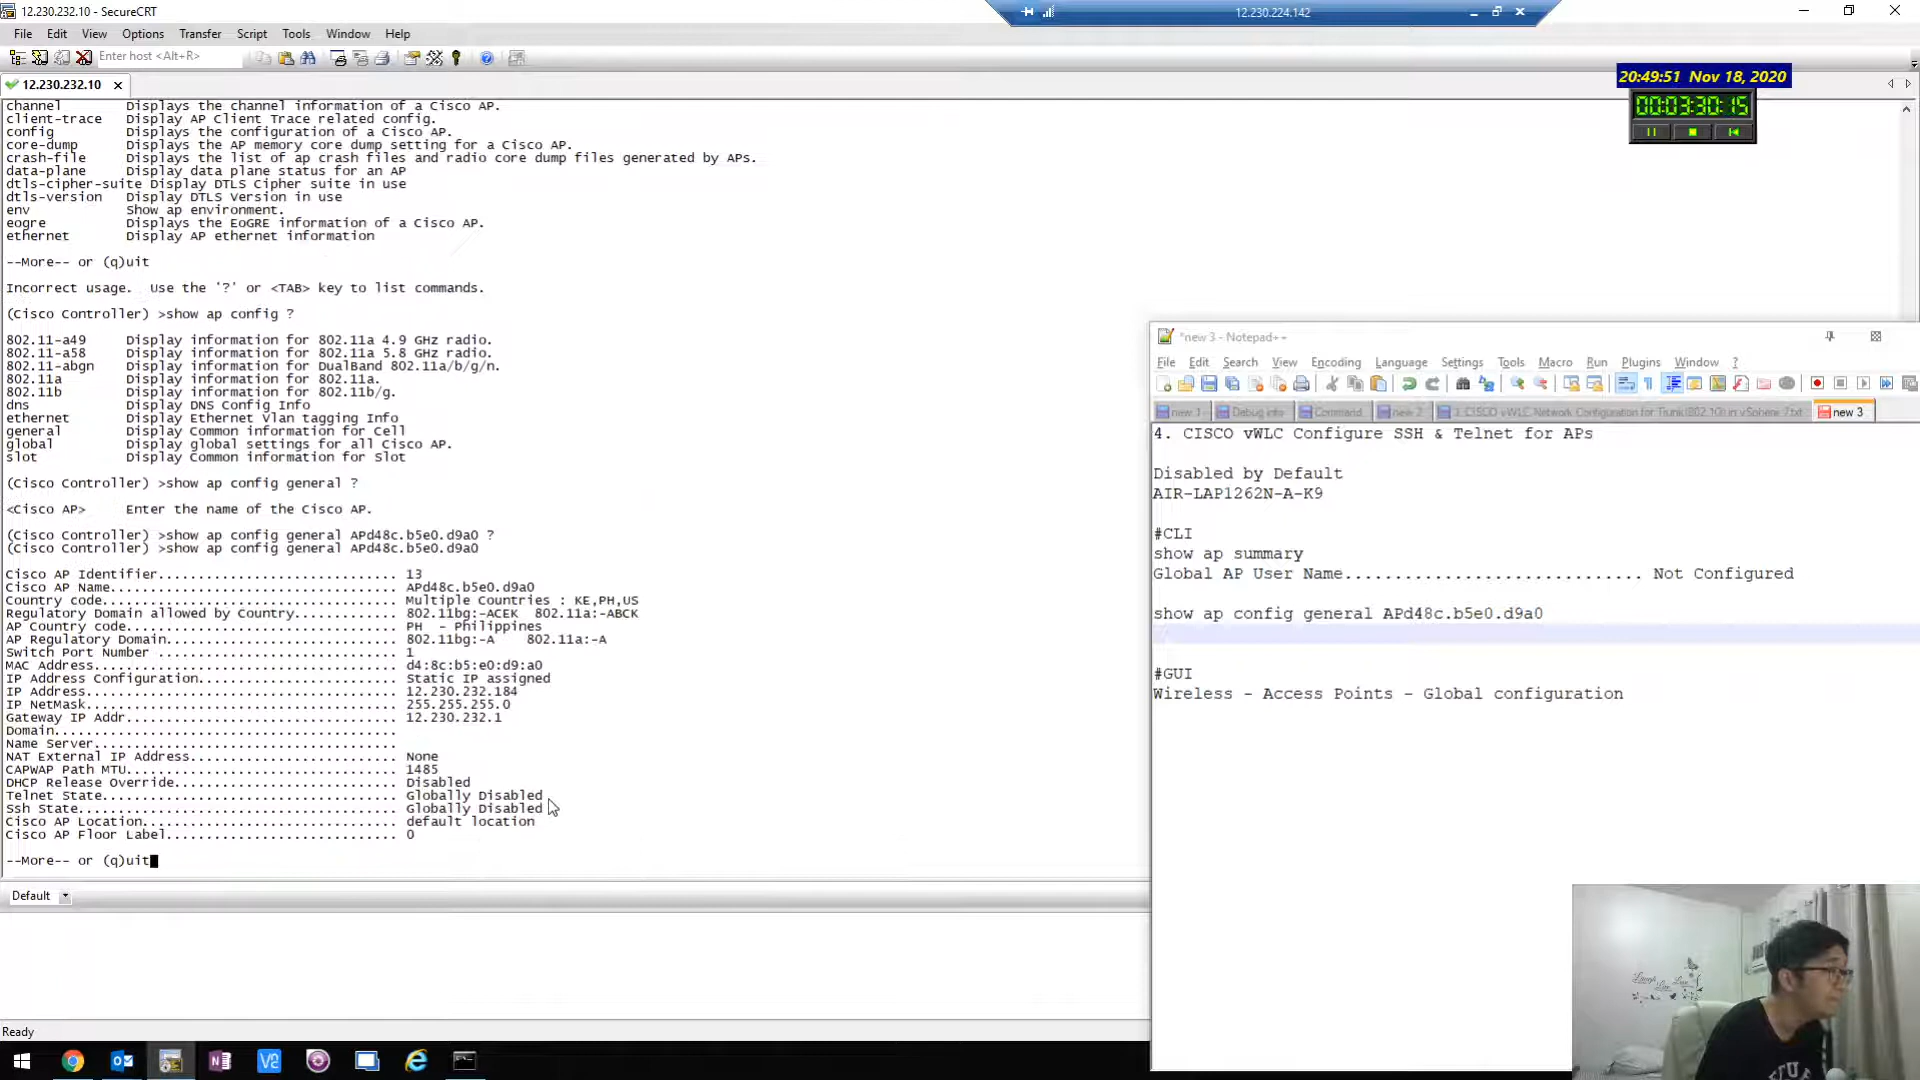 12.230.232.10 - SecureCRT
12.230.224.142
File Edit View Options Transfer Script Tools Window Help
Enter host <Alt+R>
12.230.232.10
20:49:51 Nov 18, 2020
00:03:30:15
channel Displays the channel information of a Cisco AP.
client-trace Display AP Client Trace related config.
config Displays the configuration of a Cisco AP.
core-dump Displays the AP memory core dump setting for a Cisco AP.
crash-file Displays the list of ap crash files and radio core dump files generated by APs.
data-plane Display data plane status for an AP
dtls-cipher-suite Display DTLS Cipher suite in use
dtls-version Display DTLS Version in use
env Show ap environment.
eogre Displays the EoGRE information of a Cisco AP.
ethernet Display AP ethernet information
--More-- or (q)uit
Incorrect usage. Use the '?' or <TAB> key to list commands.
(Cisco Controller) >show ap config ?
802.11-a49 Display information for 802.11a 4.9 GHz radio.
802.11-a58 Display information for 802.11a 5.8 GHz radio.
802.11-abgn Display information for DualBand 802.11a/b/g/n.
802.11a Display information for 802.11a.
802.11b Display information for 802.11b/g.
dns Display DNS Config Info
ethernet Display Ethernet Vlan tagging Info
general Display Common information for Cell
global Display global settings for all Cisco AP.
slot Display Common information for Slot
(Cisco Controller) >show ap config general ?
<Cisco AP> Enter the name of the Cisco AP.
(Cisco Controller) >show ap config general APd48c.b5e0.d9a0 ?
(Cisco Controller) >show ap config general APd48c.b5e0.d9a0
Cisco AP Identifier.............................. 13
Cisco AP Name.................................... APd48c.b5e0.d9a0
Country code..................................... Multiple Countries : KE,PH,US
Regulatory Domain allowed by Country............. 802.11bg:-ACEK 802.11a:-ABCK
AP Country code.................................. PH - Philippines
AP Regulatory Domain............................. 802.11bg:-A 802.11a:-A
Switch Port Number .............................. 1
MAC Address...................................... d4:8c:b5:e0:d9:a0
IP Address Configuration......................... Static IP assigned
IP Address....................................... 12.230.232.184
IP NetMask....................................... 255.255.255.0
Gateway IP Addr.................................. 12.230.232.1
Domain...........................................
Name Server......................................
NAT External IP Address.......................... None
CAPWAP Path MTU.................................. 1485
DHCP Release Override............................ Disabled
Telnet State..................................... Globally Disabled
Ssh State........................................ Globally Disabled
Cisco AP Location................................ default location
Cisco AP Floor Label............................. 0
--More-- or (q)uit
Default
Ready
*new 3 - Notepad++
File Edit Search View Encoding Language Settings Tools Macro Run Plugins Window ?
new 1 Debug info Command new 2 3. CISCO vWLC Network Configuration for Trunk(802.1Q) in vSphere 7.txt new 3
4. CISCO vWLC Configure SSH & Telnet for APs
Disabled by Default
AIR-LAP1262N-A-K9
#CLI
show ap summary
Global AP User Name............................. Not Configured
show ap config general APd48c.b5e0.d9a0
#GUI
Wireless - Access Points - Global configuration